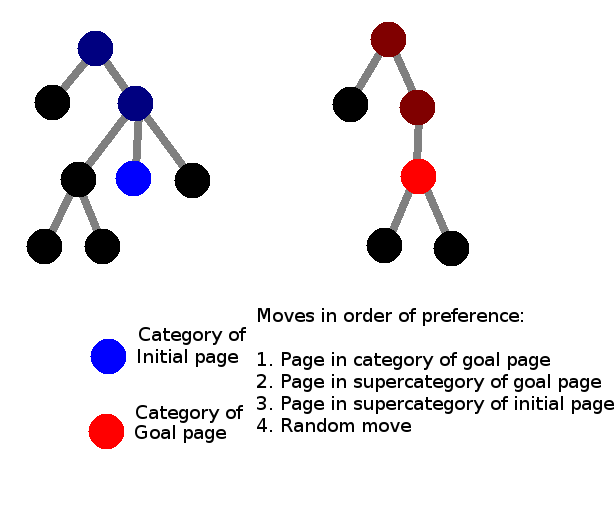 Category of
Initial page
Category of
Goal page
Moves in order of preference:
1. Page in category of goal page
2. Page in supercategory of goal page
3. Page in supercategory of initial page
4. Random move